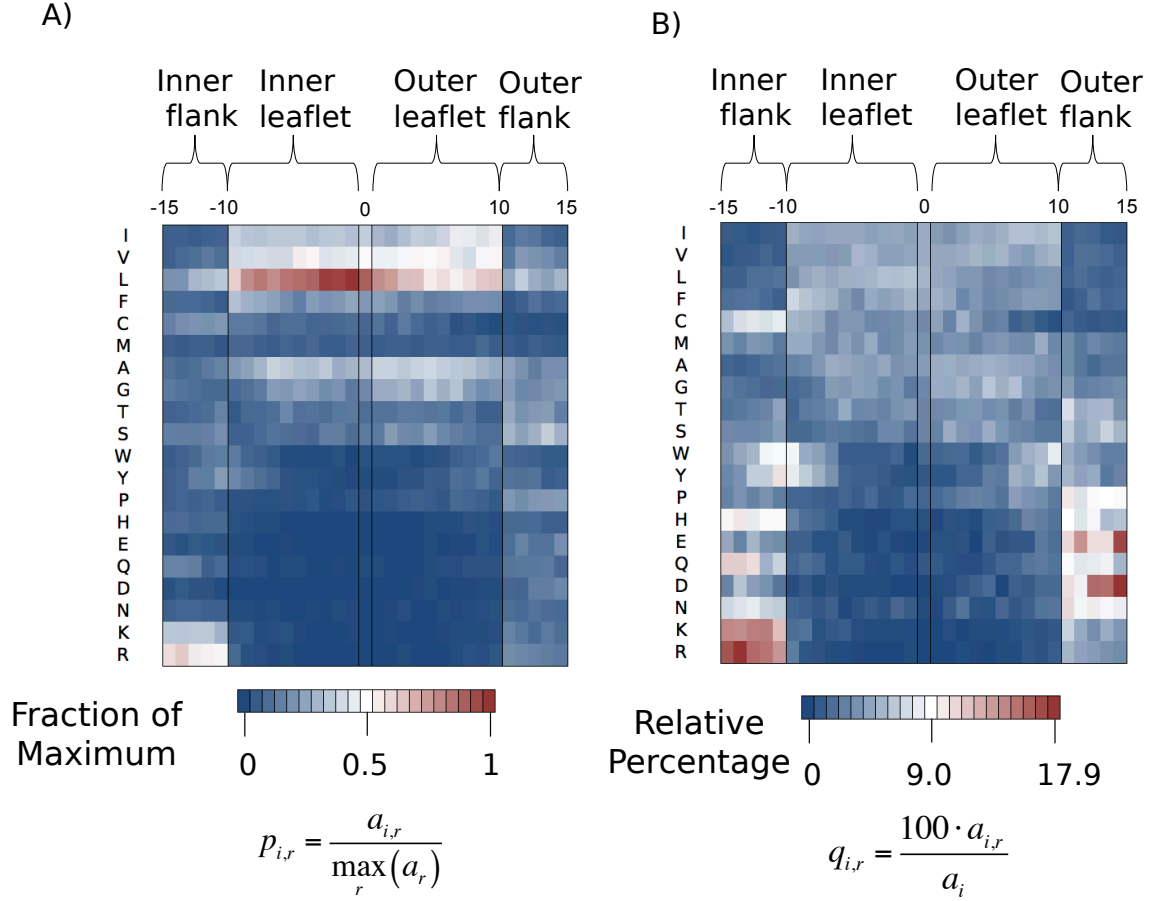 A)
Inner
flank
Inner
leaflet
Outer
leaflet
Outer
flank
-15
-10
0
10
15
I
V
L
F
C
M
A
G
T
S
W
Y
P
H
E
Q
D
N
K
R
Fraction of
Maximum
0
0.5
1
p_{i,r} = \frac{a_{i,r}}{\max_r(a_r)}
B)
Inner
flank
Inner
leaflet
Outer
leaflet
Outer
flank
-15
-10
0
10
15
I
V
L
F
C
M
A
G
T
S
W
Y
P
H
E
Q
D
N
K
R
Relative
Percentage
0
9.0
17.9
q_{i,r} = \frac{100 · a_{i,r}}{a_i}